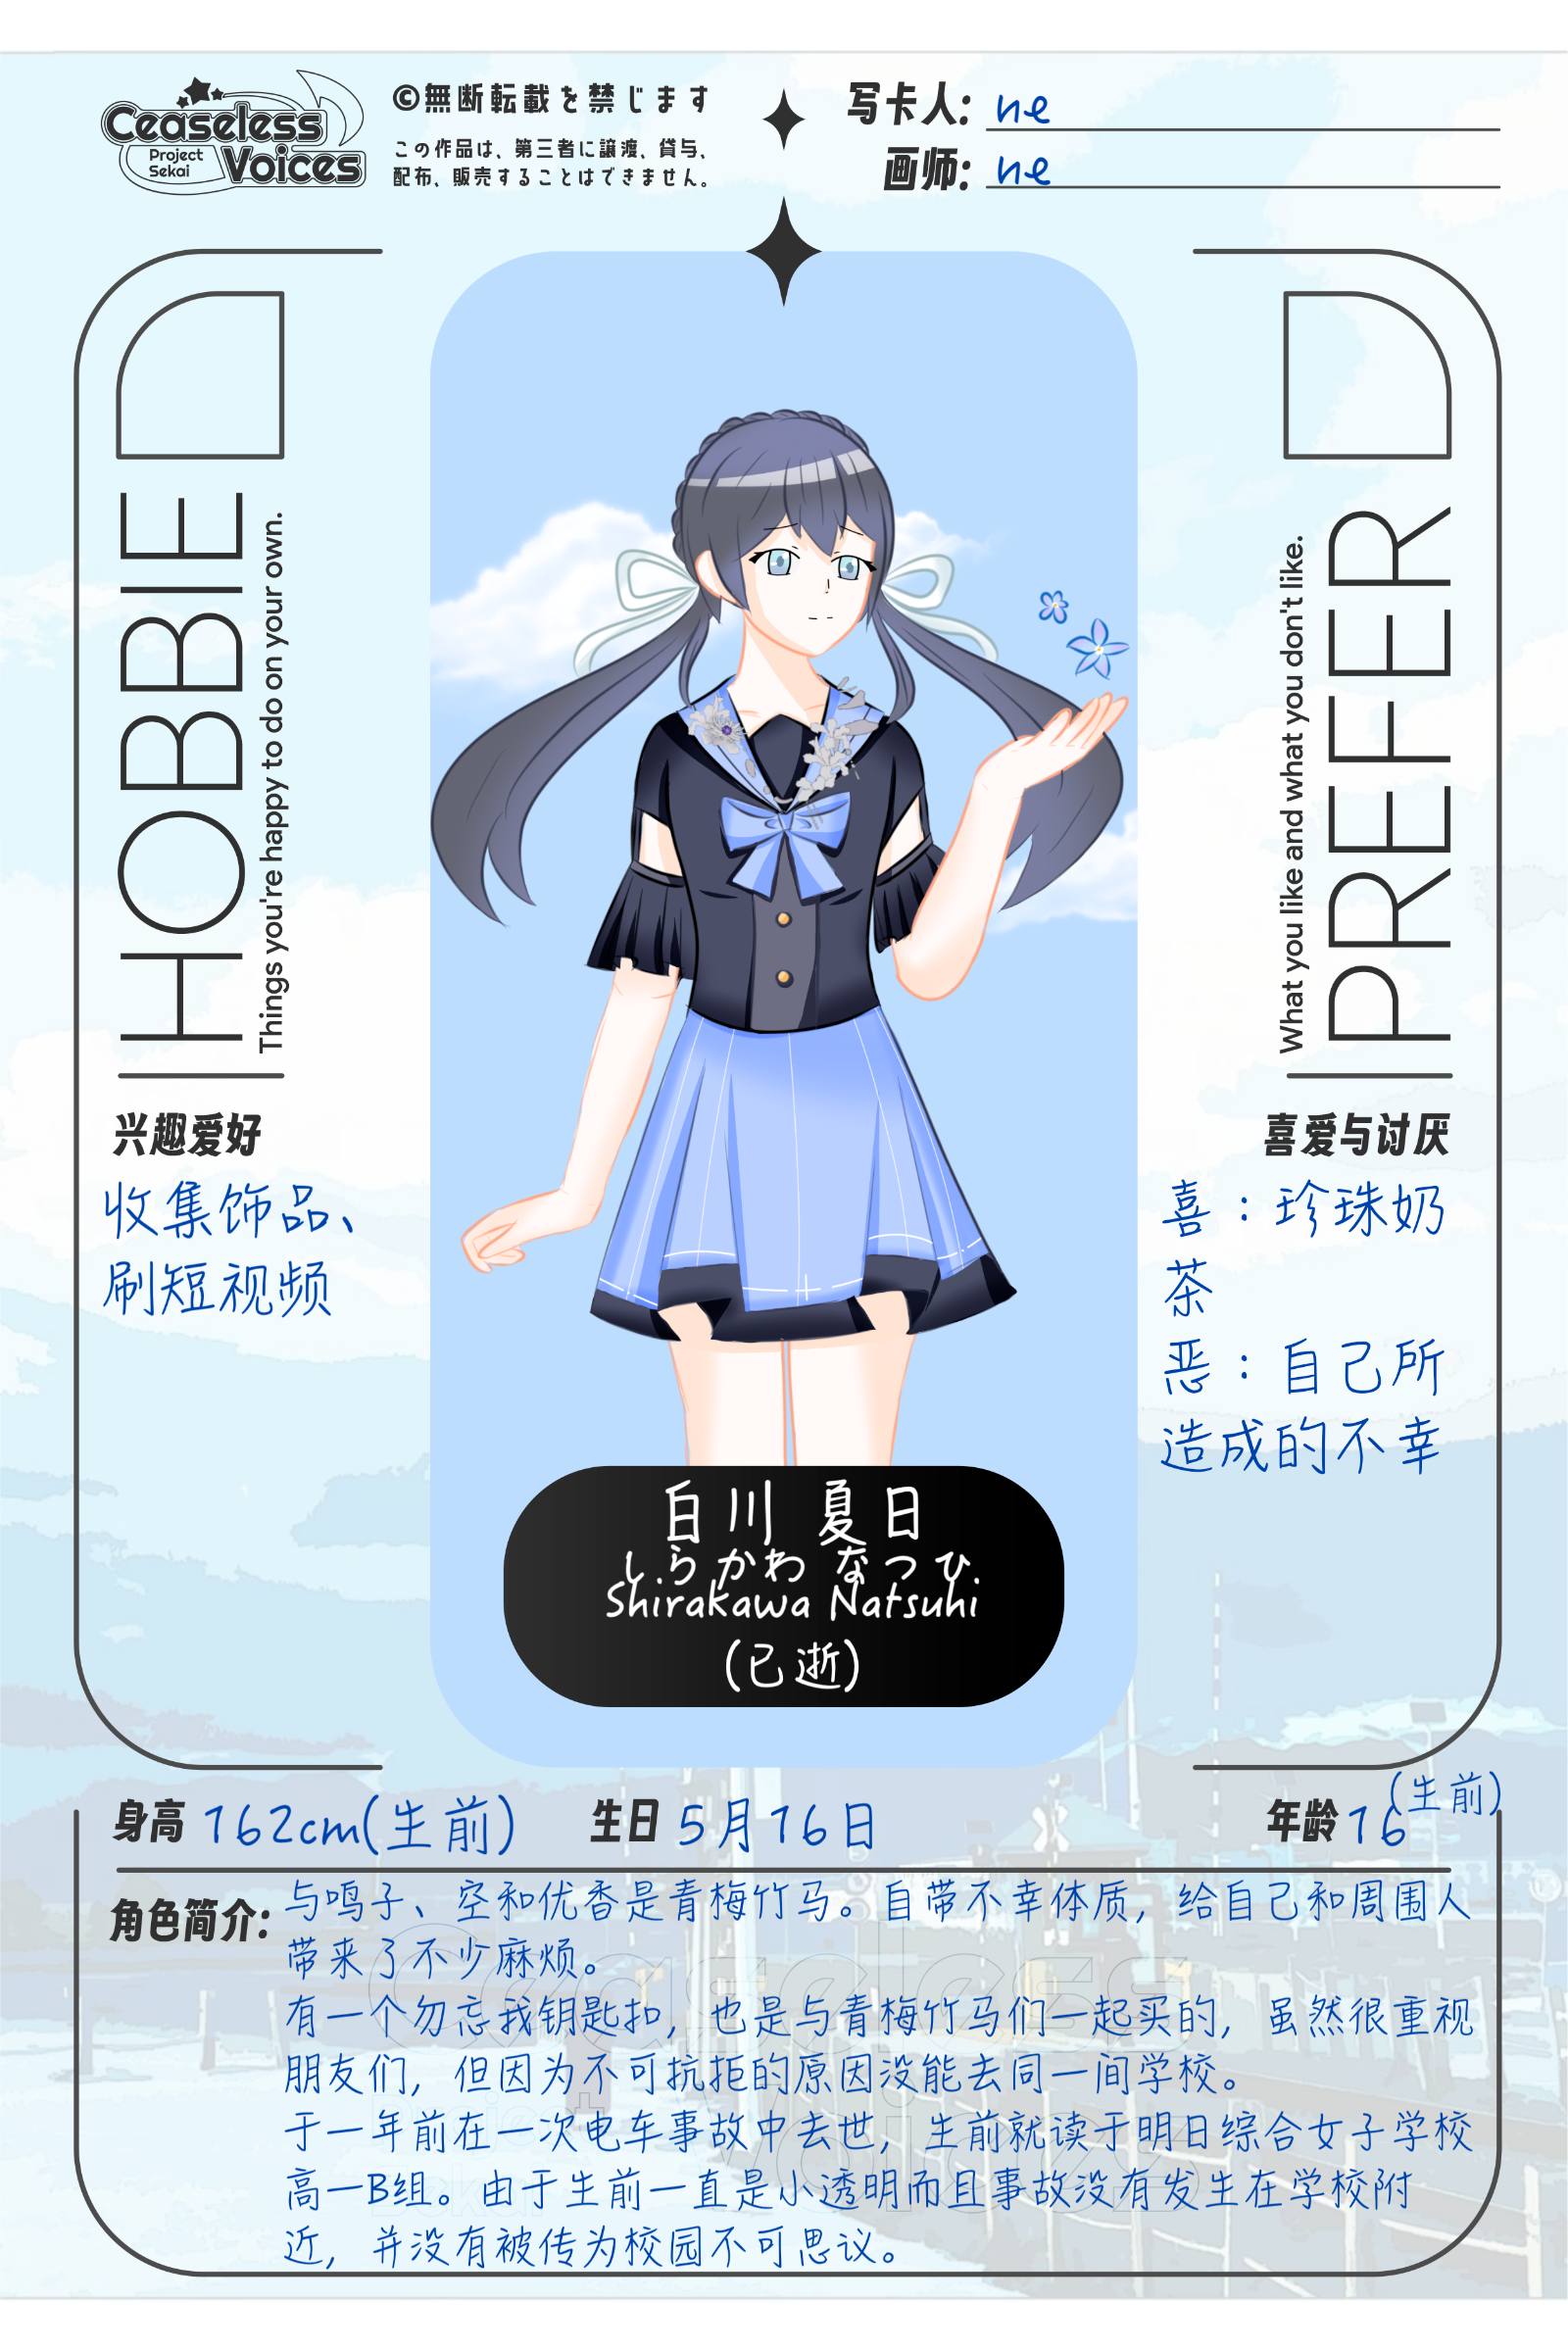 Ceaseless
Voices
Project
Sekai
©無断転載を禁じます
この作品は、第三者に譲渡、貸与、
配布、販売することはできません。
写卡人: ne
画师: ne
HOBBIE
Things you're happy to do on your own.
兴趣爱好
收集饰品、
刷短视频
PREFER
What you like and what you don't like.
喜爱与讨厌
喜：珍珠奶
茶
恶：自己所
造成的不幸
白川 夏日
しらかわ なつひ
Shirakawa Natsuhi
(已逝)
身高 162cm(生前)
生日 5月16日
年龄 16(生前)
角色简介:
与鸣子、空和优香是青梅竹马。自带不幸体质，给自己和周围人
带来了不少麻烦。
有一个勿忘我钥匙扣，也是与青梅竹马们一起买的，虽然很重视
朋友们，但因为不可抗拒的原因没能去同一间学校。
于一年前在一次电车事故中去世，生前就读于明日综合女子学校
高一B组。由于生前一直是小透明而且事故没有发生在学校附
近，并没有被传为校园不可思议。